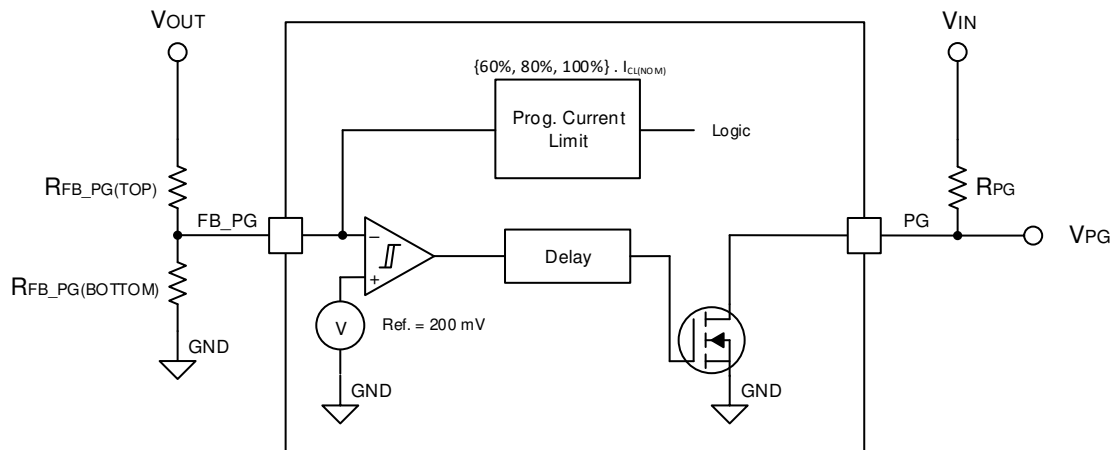 VOUT
VIN
{60%, 80%, 100%} . ICL(NOM)
Prog. Current
Limit
Logic
RFB_PG(TOP)
RPG
FB_PG
PG
VPG
−
+
Delay
RFB_PG(BOTTOM)
V
Ref. = 200 mV
GND
GND
GND